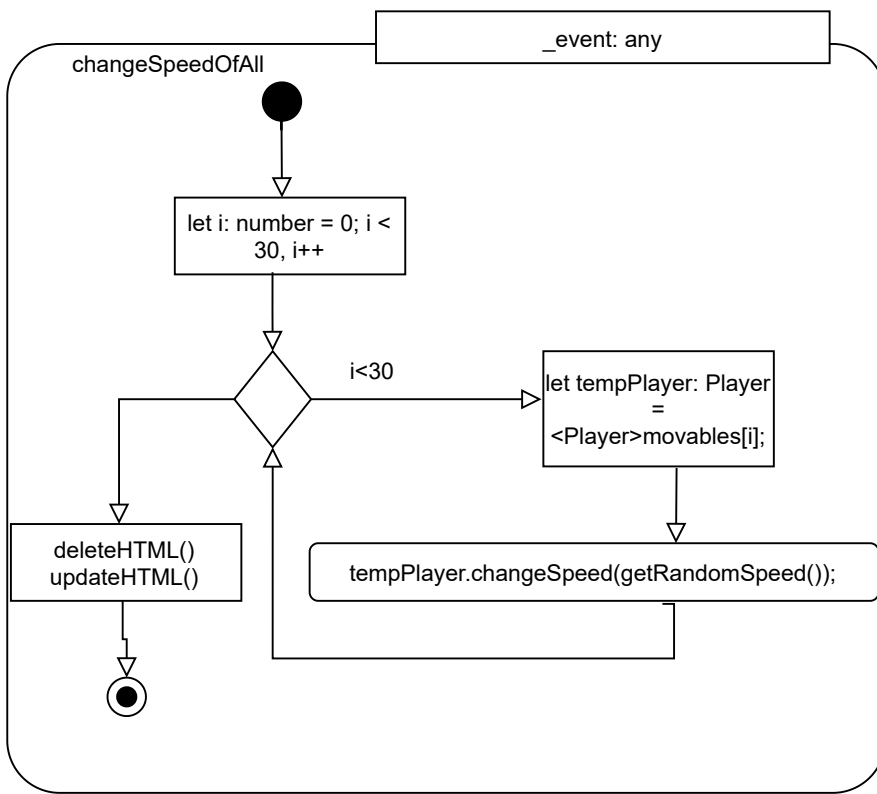 _event: any
changeSpeedOfAll
let i: number = 0; i <
30, i++
i<30
let tempPlayer: Player
=
<Player>movables[i];
deleteHTML()
updateHTML()
tempPlayer.changeSpeed(getRandomSpeed());